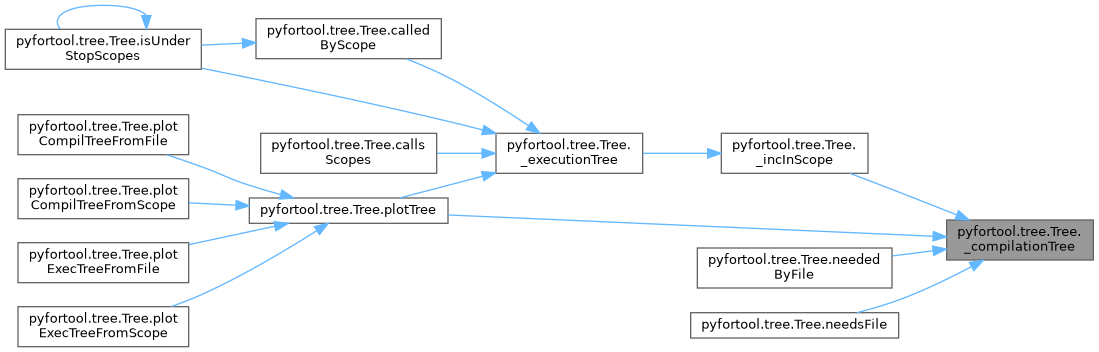 pyfortool.tree.Tree.isUnder
StopScopes
pyfortool.tree.Tree.called
ByScope
pyfortool.tree.Tree.plot
CompilTreeFromFile
pyfortool.tree.Tree.calls
Scopes
pyfortool.tree.Tree.
_executionTree
pyfortool.tree.Tree.
_incInScope
pyfortool.tree.Tree.plot
CompilTreeFromScope
pyfortool.tree.Tree.plotTree
pyfortool.tree.Tree.
_compilationTree
pyfortool.tree.Tree.plot
ExecTreeFromFile
pyfortool.tree.Tree.needed
ByFile
pyfortool.tree.Tree.plot
ExecTreeFromScope
pyfortool.tree.Tree.needsFile